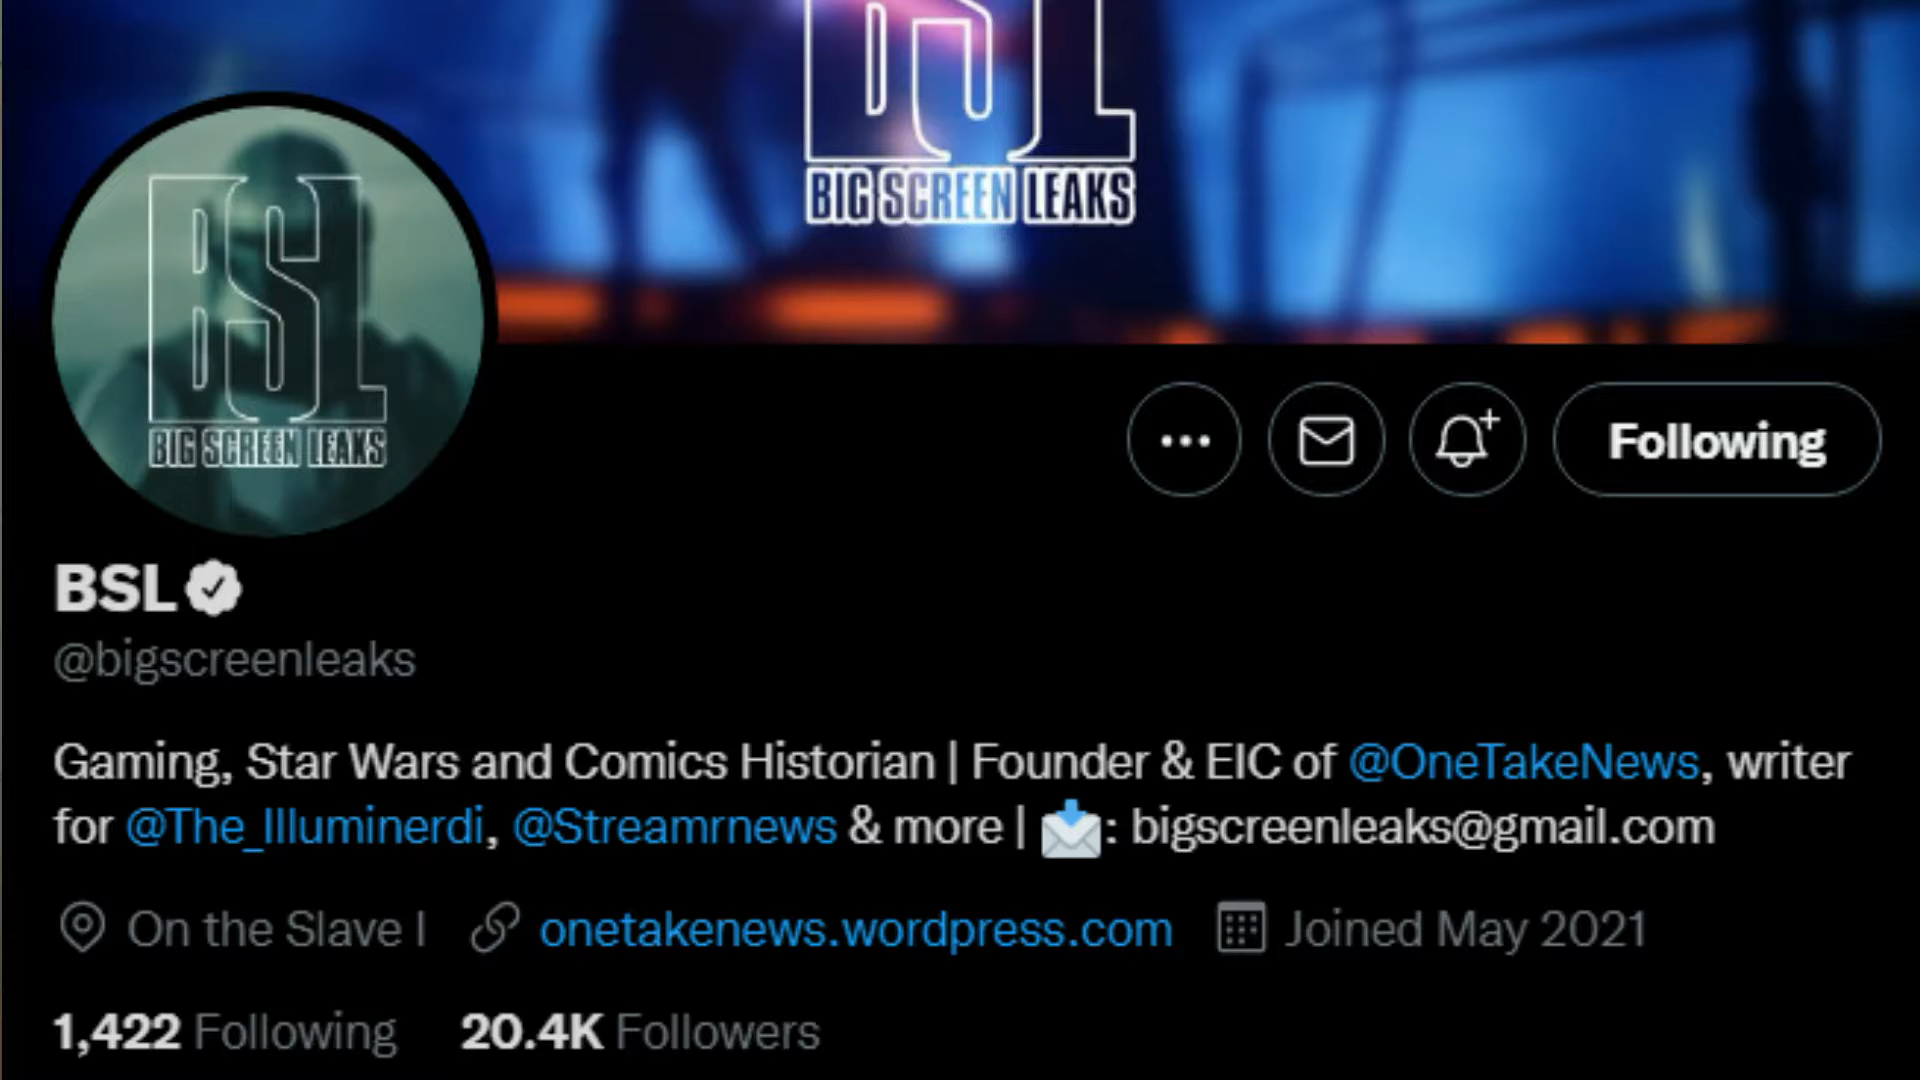 BSL
BIG SCREEN LEAKS
BSL
BIG SCREEN LEAKS
Following
BSL
@bigscreenleaks
Gaming, Star Wars and Comics Historian | Founder & EIC of @OneTakeNews, writer
for @The_Illuminerdi, @Streamrnews & more | 📩: bigscreenleaks@gmail.com
On the Slave I onetakenews.wordpress.com Joined May 2021
1,422 Following 20.4K Followers